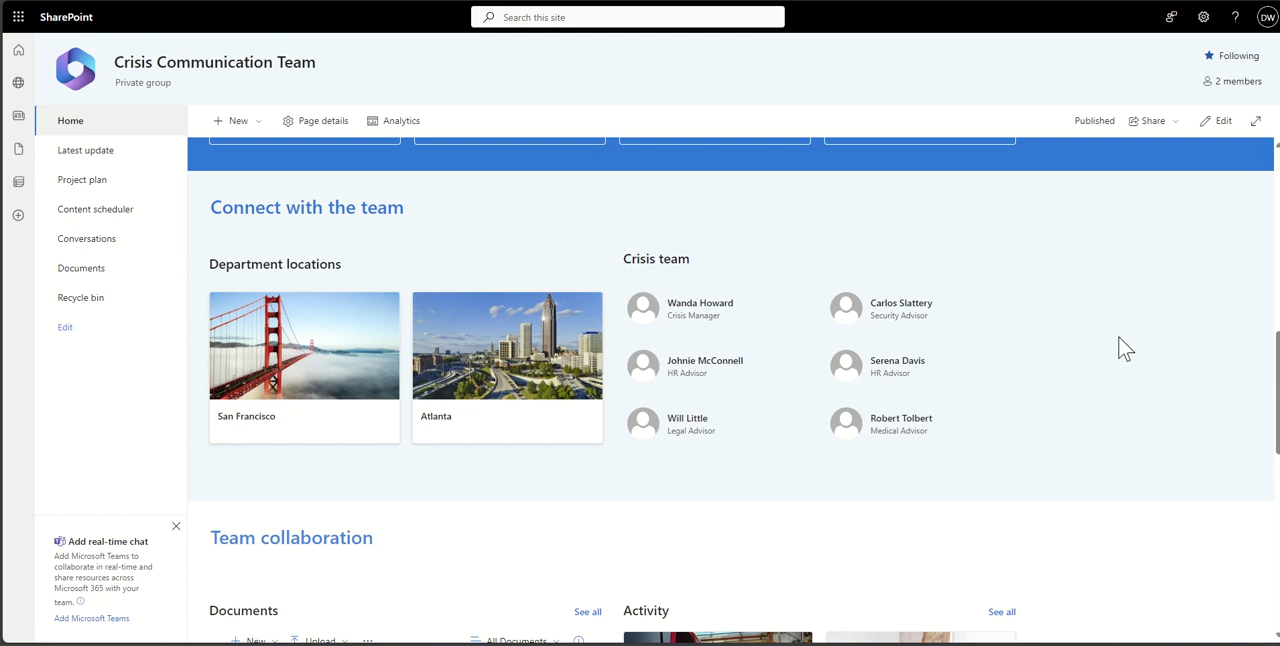 SharePoint
Search this site
DW
Crisis Communication Team
Private group
Following
2 members
Home
Latest update
Project plan
Content scheduler
Conversations
Documents
Recycle bin
Edit
New
Page details
Analytics
Published
Share
Edit
Connect with the team
Department locations
San Francisco
Atlanta
Crisis team
Wanda Howard
Crisis Manager
Carlos Slattery
Security Advisor
Johnie McConnell
HR Advisor
Serena Davis
HR Advisor
Will Little
Legal Advisor
Robert Tolbert
Medical Advisor
Add real-time chat
Add Microsoft Teams to
collaborate in real-time and
share resources across
Microsoft 365 with your
team.
Add Microsoft Teams
Team collaboration
Documents
See all
New
Upload
All Documents
Activity
See all